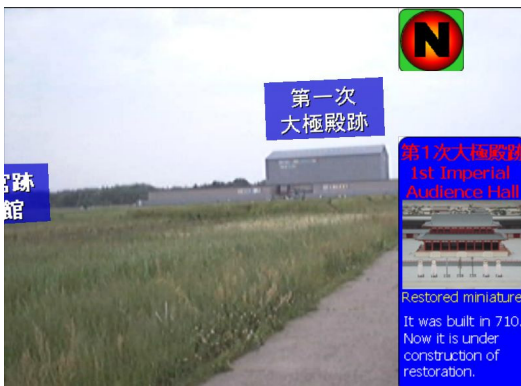 N
第一次
大極殿跡
宮跡
館
第1次大極殿跡
1st Imperial
Audience Hall
Restored miniature
It was built in 710.
Now it is under
construction of
restoration.